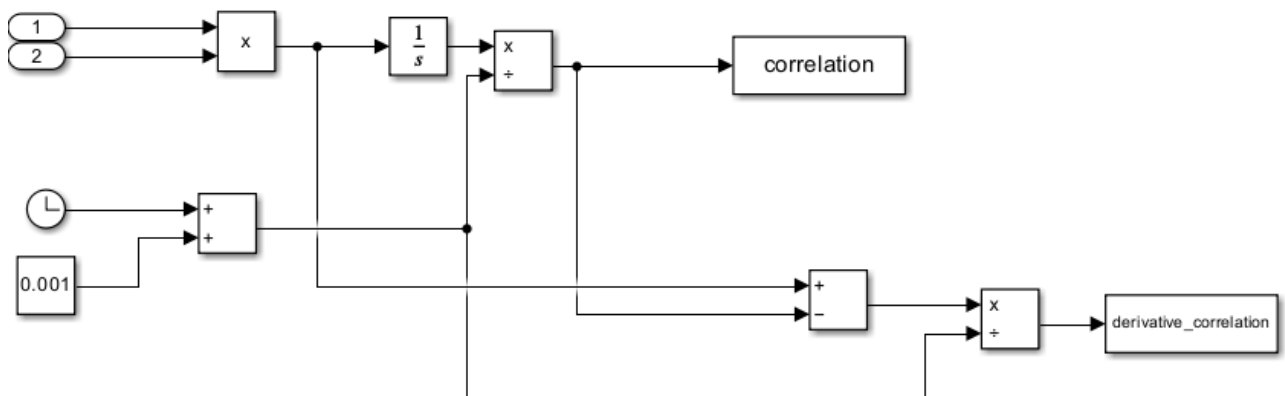 1
2
x
1
s
x
÷
correlation
+
+
0.001
+
−
x
÷
derivative_correlation